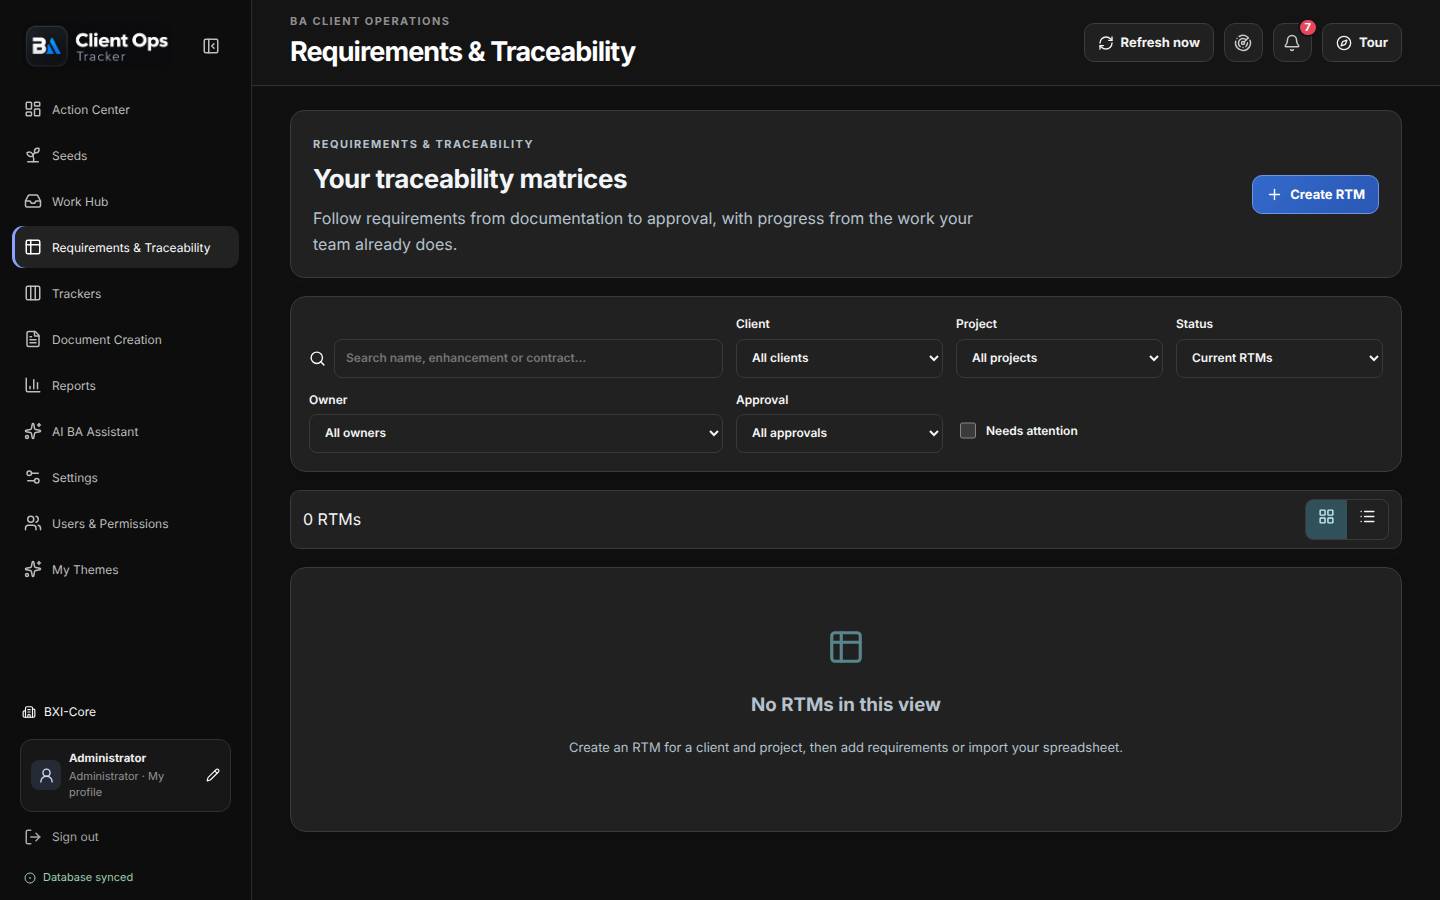 BA
Client Ops
Tracker
Action Center
Seeds
Work Hub
Requirements & Traceability
Trackers
Document Creation
Reports
AI BA Assistant
Settings
Users & Permissions
My Themes
BXI-Core
Administrator
Administrator · My
profile
Sign out
Database synced
BA CLIENT OPERATIONS
Requirements & Traceability
Refresh now
7
Tour
REQUIREMENTS & TRACEABILITY
Your traceability matrices
Follow requirements from documentation to approval, with progress from the work your
team already does.
Create RTM
Search name, enhancement or contract...
Client
All clients
Project
All projects
Status
Current RTMs
Owner
All owners
Approval
All approvals
Needs attention
0 RTMs
No RTMs in this view
Create an RTM for a client and project, then add requirements or import your spreadsheet.